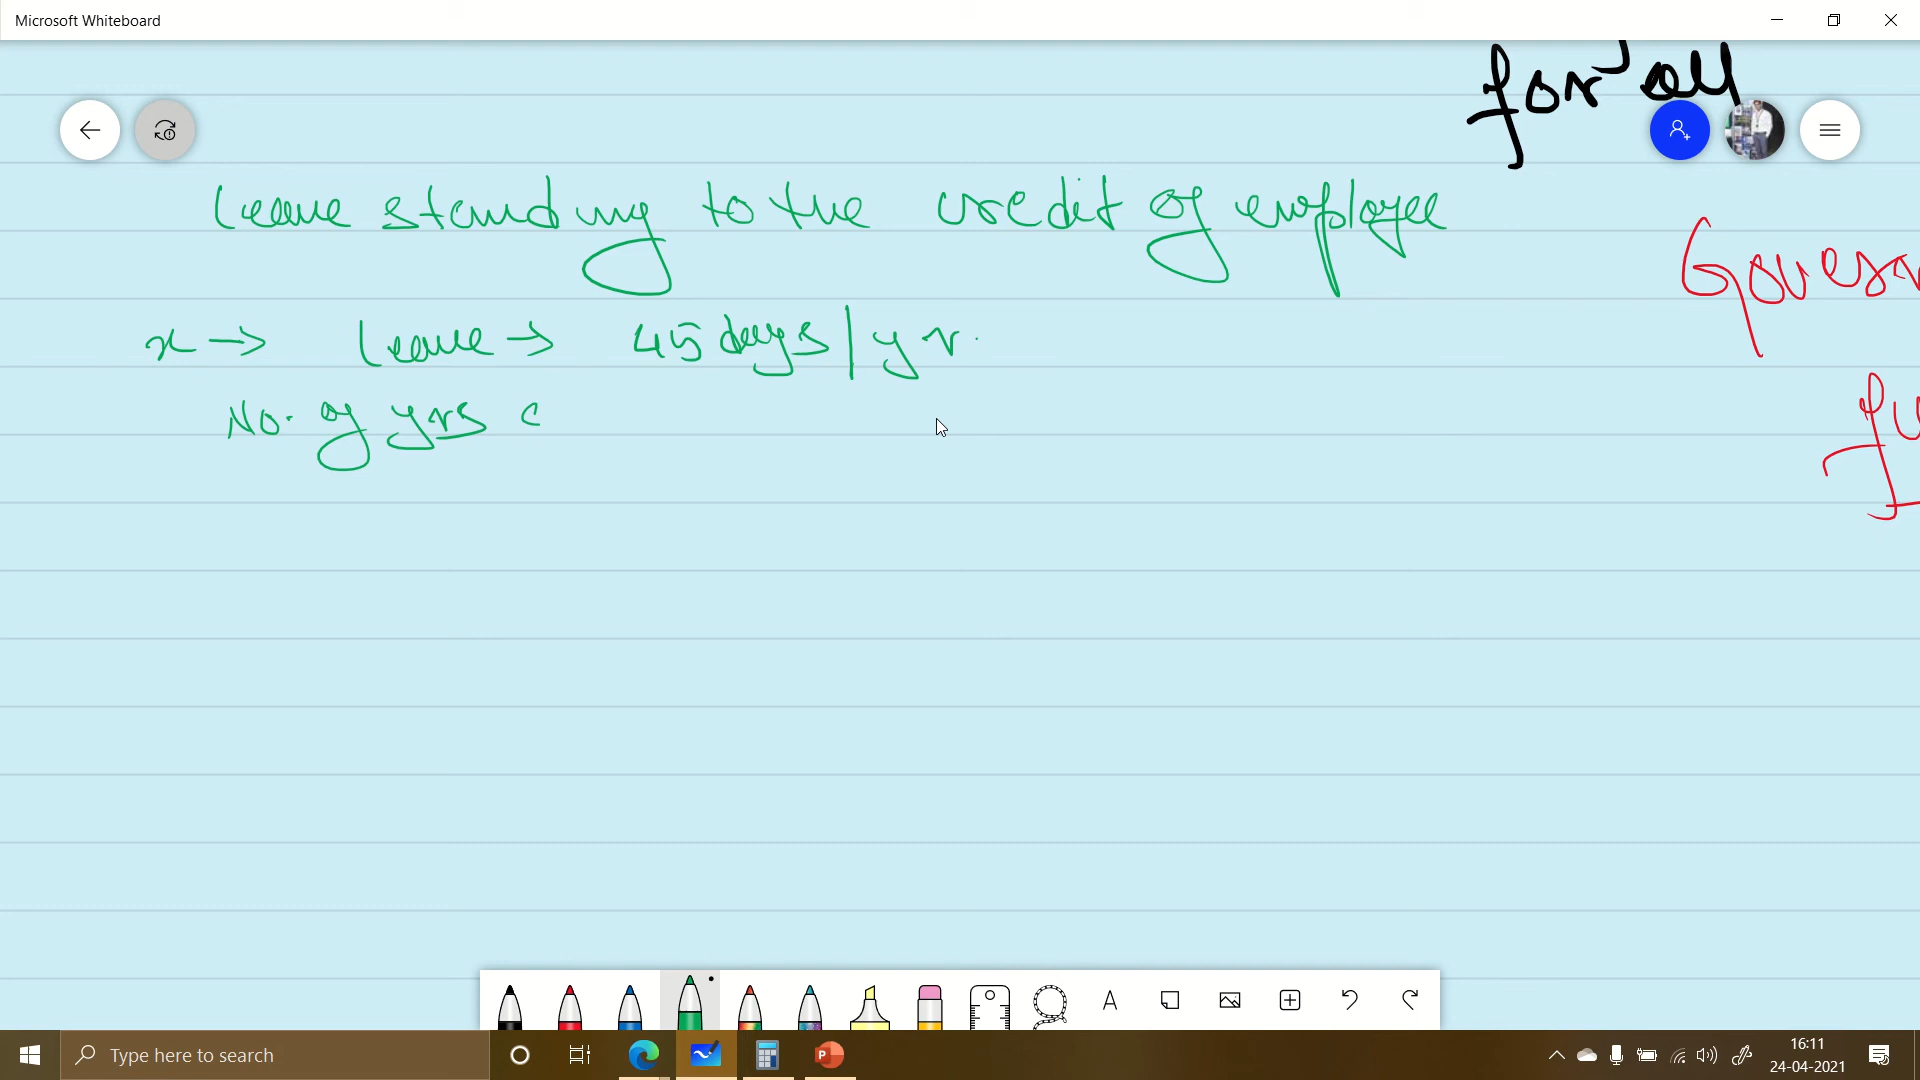 Microsoft Whiteboard
for all
Leave standing to the credit of employee
x → Leave → 45 days / yr.
No. of yrs
Type here to search
16:11
24-04-2021